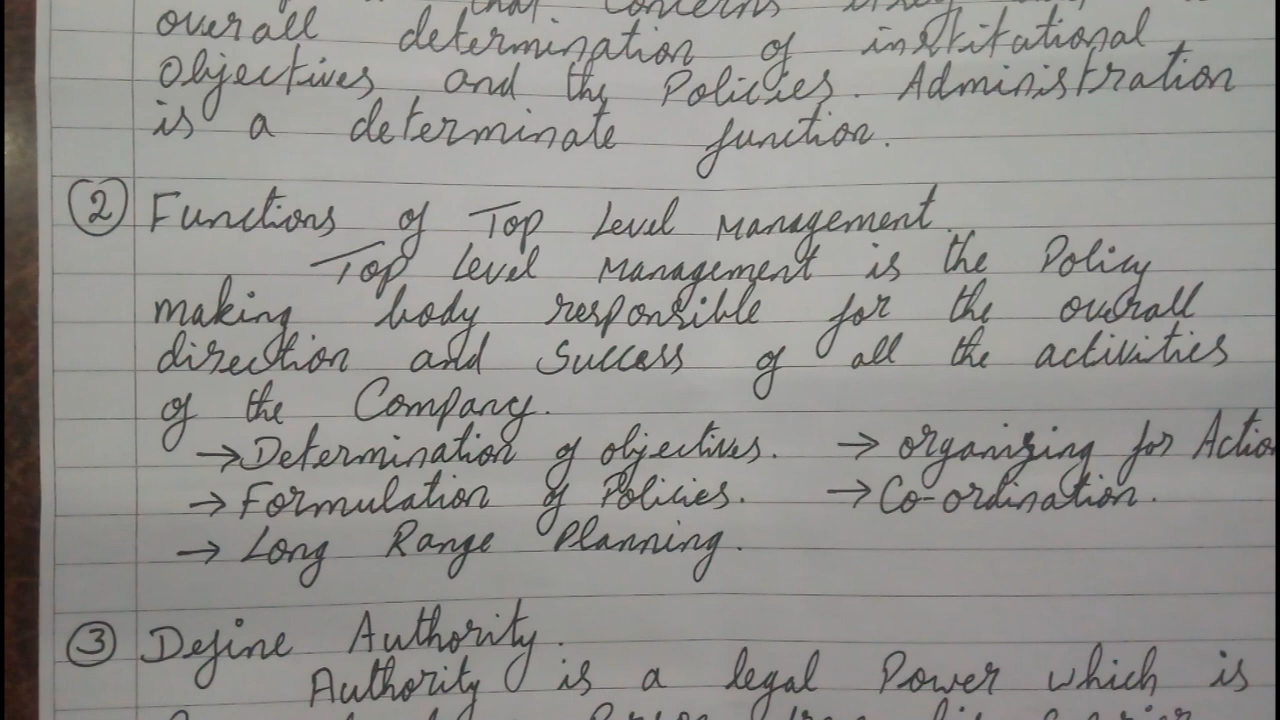 that concerns
overall determination of institutional
Objectives and the Policies. Administration
is a determinate function.
② Functions of Top Level Management.
Top Level Management is the Policy
making body responsible for the overall
direction and Success of all the activities
of the Company.
→ Determination of objectives. → organizing for Actio
→ Formulation of Policies. → Co-ordination.
→ Long Range Planning.
③ Define Authority.
Authority is a legal Power which is